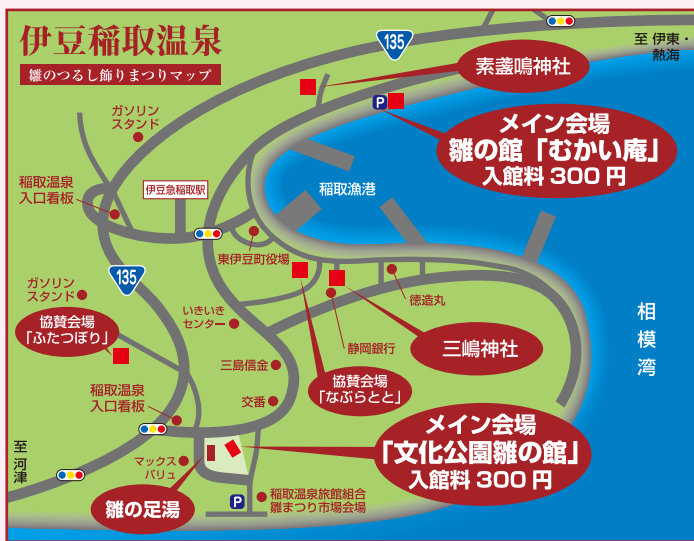 伊豆稲取温泉
雛のつるし飾りまつりマップ
135
至 伊東・
熱海
素盞鳴神社
P
メイン会場
雛の館「むかい庵」
入館料300円
ガソリン
スタンド
稲取温泉
入口看板
伊豆急稲取駅
稲取漁港
東伊豆町役場
135
ガソリン
スタンド
協賛会場
「ふたつぼり」
いきいき
センター
徳造丸
静岡銀行
三嶋神社
相模湾
三島信金
協賛会場
「なぶらとと」
交番
稲取温泉
入口看板
メイン会場
「文化公園雛の館」
入館料300円
至 河津
マックス
バリュ
雛の足湯
P
稲取温泉旅館組合
雛まつり市場会場